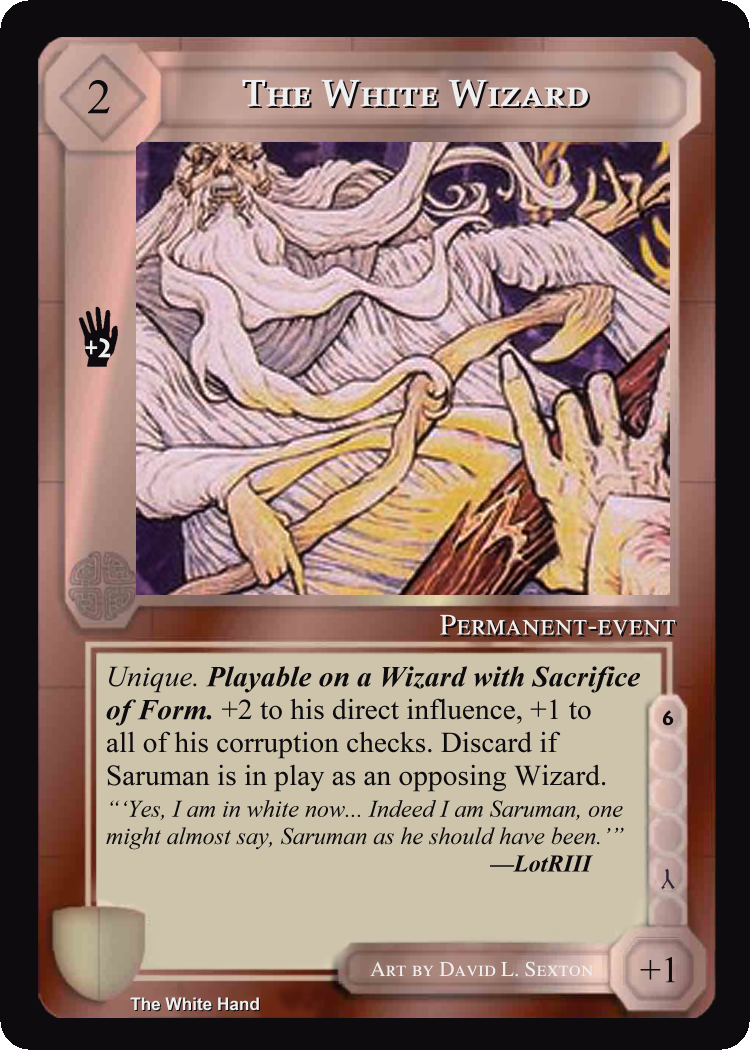 2
The White Wizard
+2
Permanent-event
Unique. Playable on a Wizard with Sacrifice
of Form. +2 to his direct influence, +1 to
all of his corruption checks. Discard if
Saruman is in play as an opposing Wizard.
“‘Yes, I am in white now... Indeed I am Saruman, one
might almost say, Saruman as he should have been.’”
—LotRIII
6
Art by David L. Sexton
+1
The White Hand